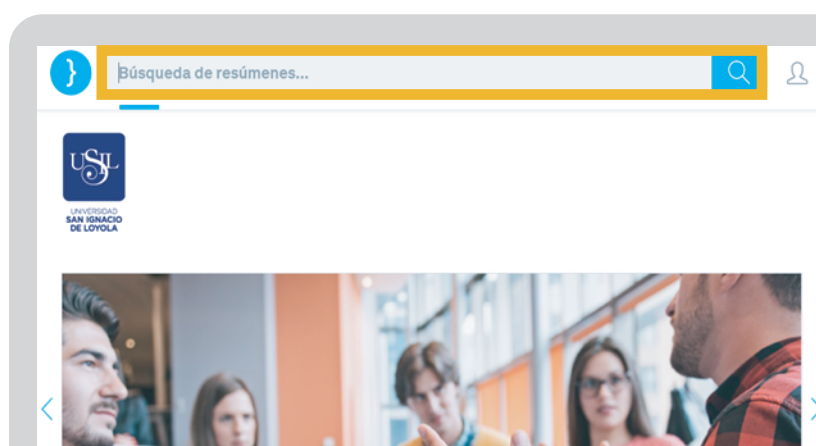 }
Búsqueda de resúmenes...
USIL
UNIVERSIDAD
SAN IGNACIO
DE LOYOLA